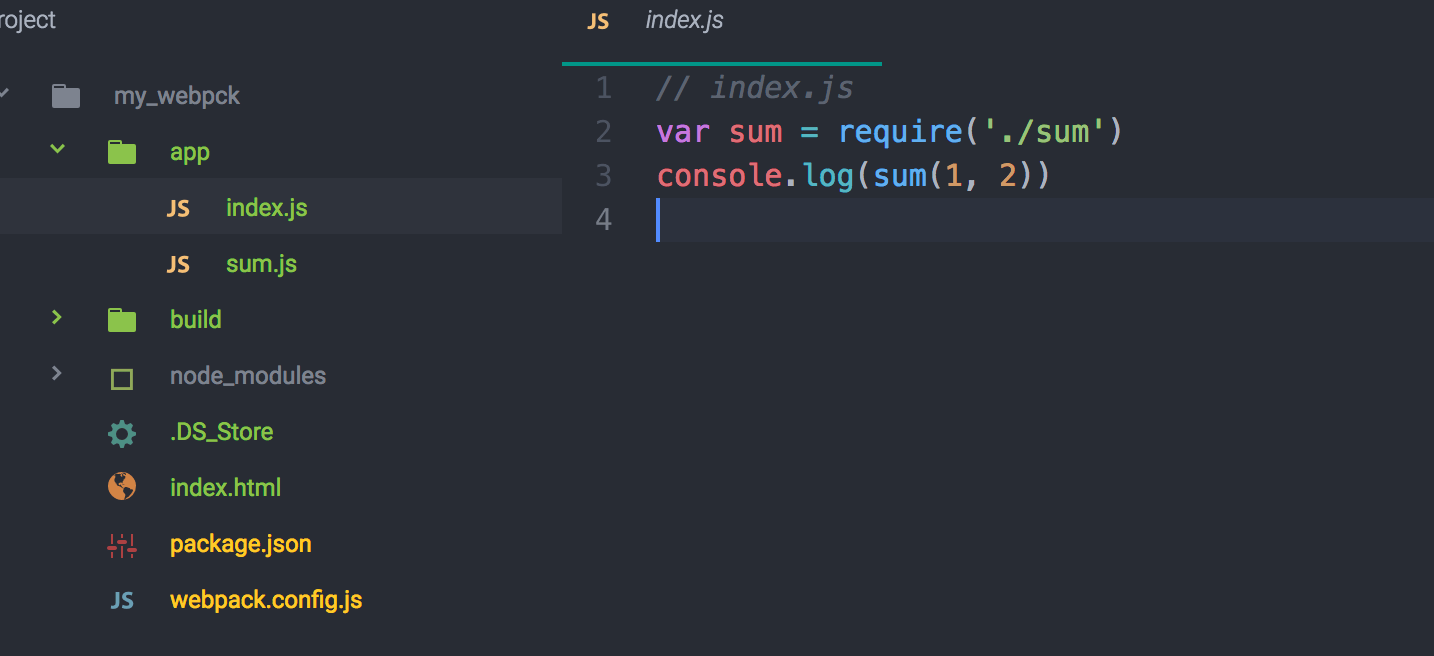 roject
my_webpck
app
JS index.js
JS sum.js
build
node_modules
.DS_Store
index.html
package.json
JS webpack.config.js
JS index.js
1 // index.js
2 var sum = require('./sum')
3 console.log(sum(1, 2))
4